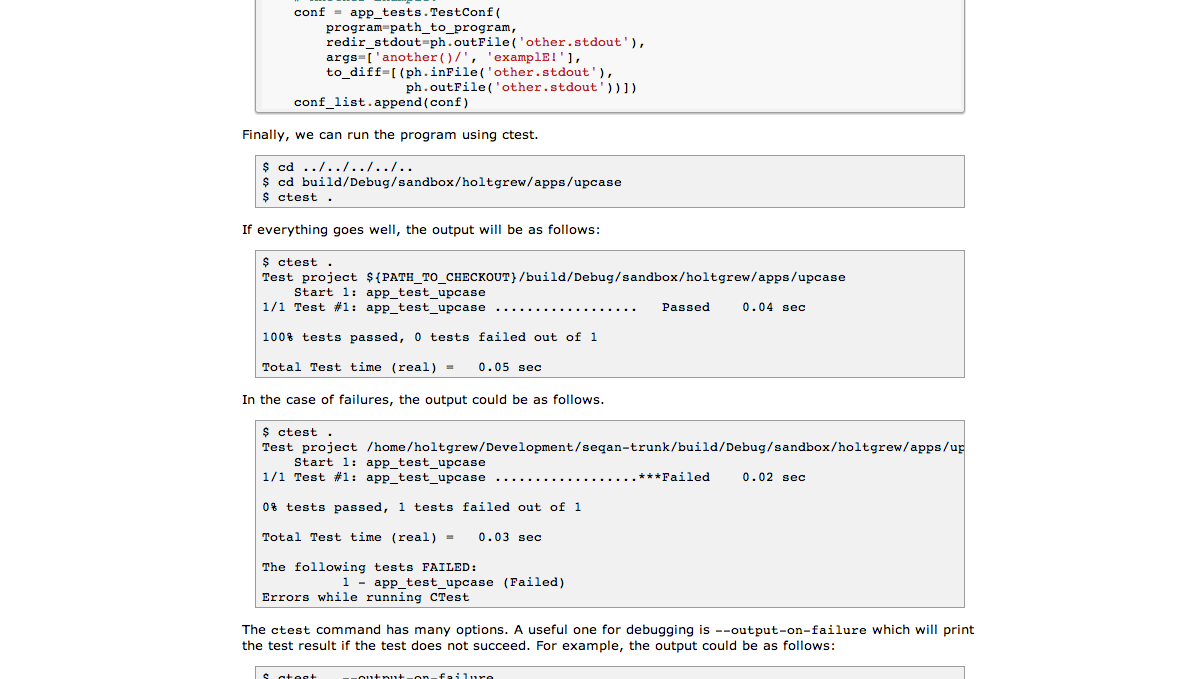 conf = app_tests.TestConf(
program=path_to_program,
redir_stdout=ph.outFile('other.stdout'),
args=['another()/', 'examplE!'],
to_diff=[(ph.inFile('other.stdout'),
ph.outFile('other.stdout'))])
conf_list.append(conf)
Finally, we can run the program using ctest.
$ cd ../../../../..
$ cd build/Debug/sandbox/holtgrew/apps/upcase
$ ctest .
If everything goes well, the output will be as follows:
$ ctest .
Test project ${PATH_TO_CHECKOUT}/build/Debug/sandbox/holtgrew/apps/upcase
Start 1: app_test_upcase
1/1 Test #1: app_test_upcase ..................   Passed    0.04 sec
100% tests passed, 0 tests failed out of 1
Total Test time (real) =   0.05 sec
In the case of failures, the output could be as follows.
$ ctest .
Test project /home/holtgrew/Development/seqan-trunk/build/Debug/sandbox/holtgrew/apps/up
Start 1: app_test_upcase
1/1 Test #1: app_test_upcase ..................***Failed    0.02 sec
0% tests passed, 1 tests failed out of 1
Total Test time (real) =   0.03 sec
The following tests FAILED:
1 - app_test_upcase (Failed)
Errors while running CTest
The ctest command has many options. A useful one for debugging is --output-on-failure which will print
the test result if the test does not succeed. For example, the output could be as follows:
$ ctest . --output-on-failure